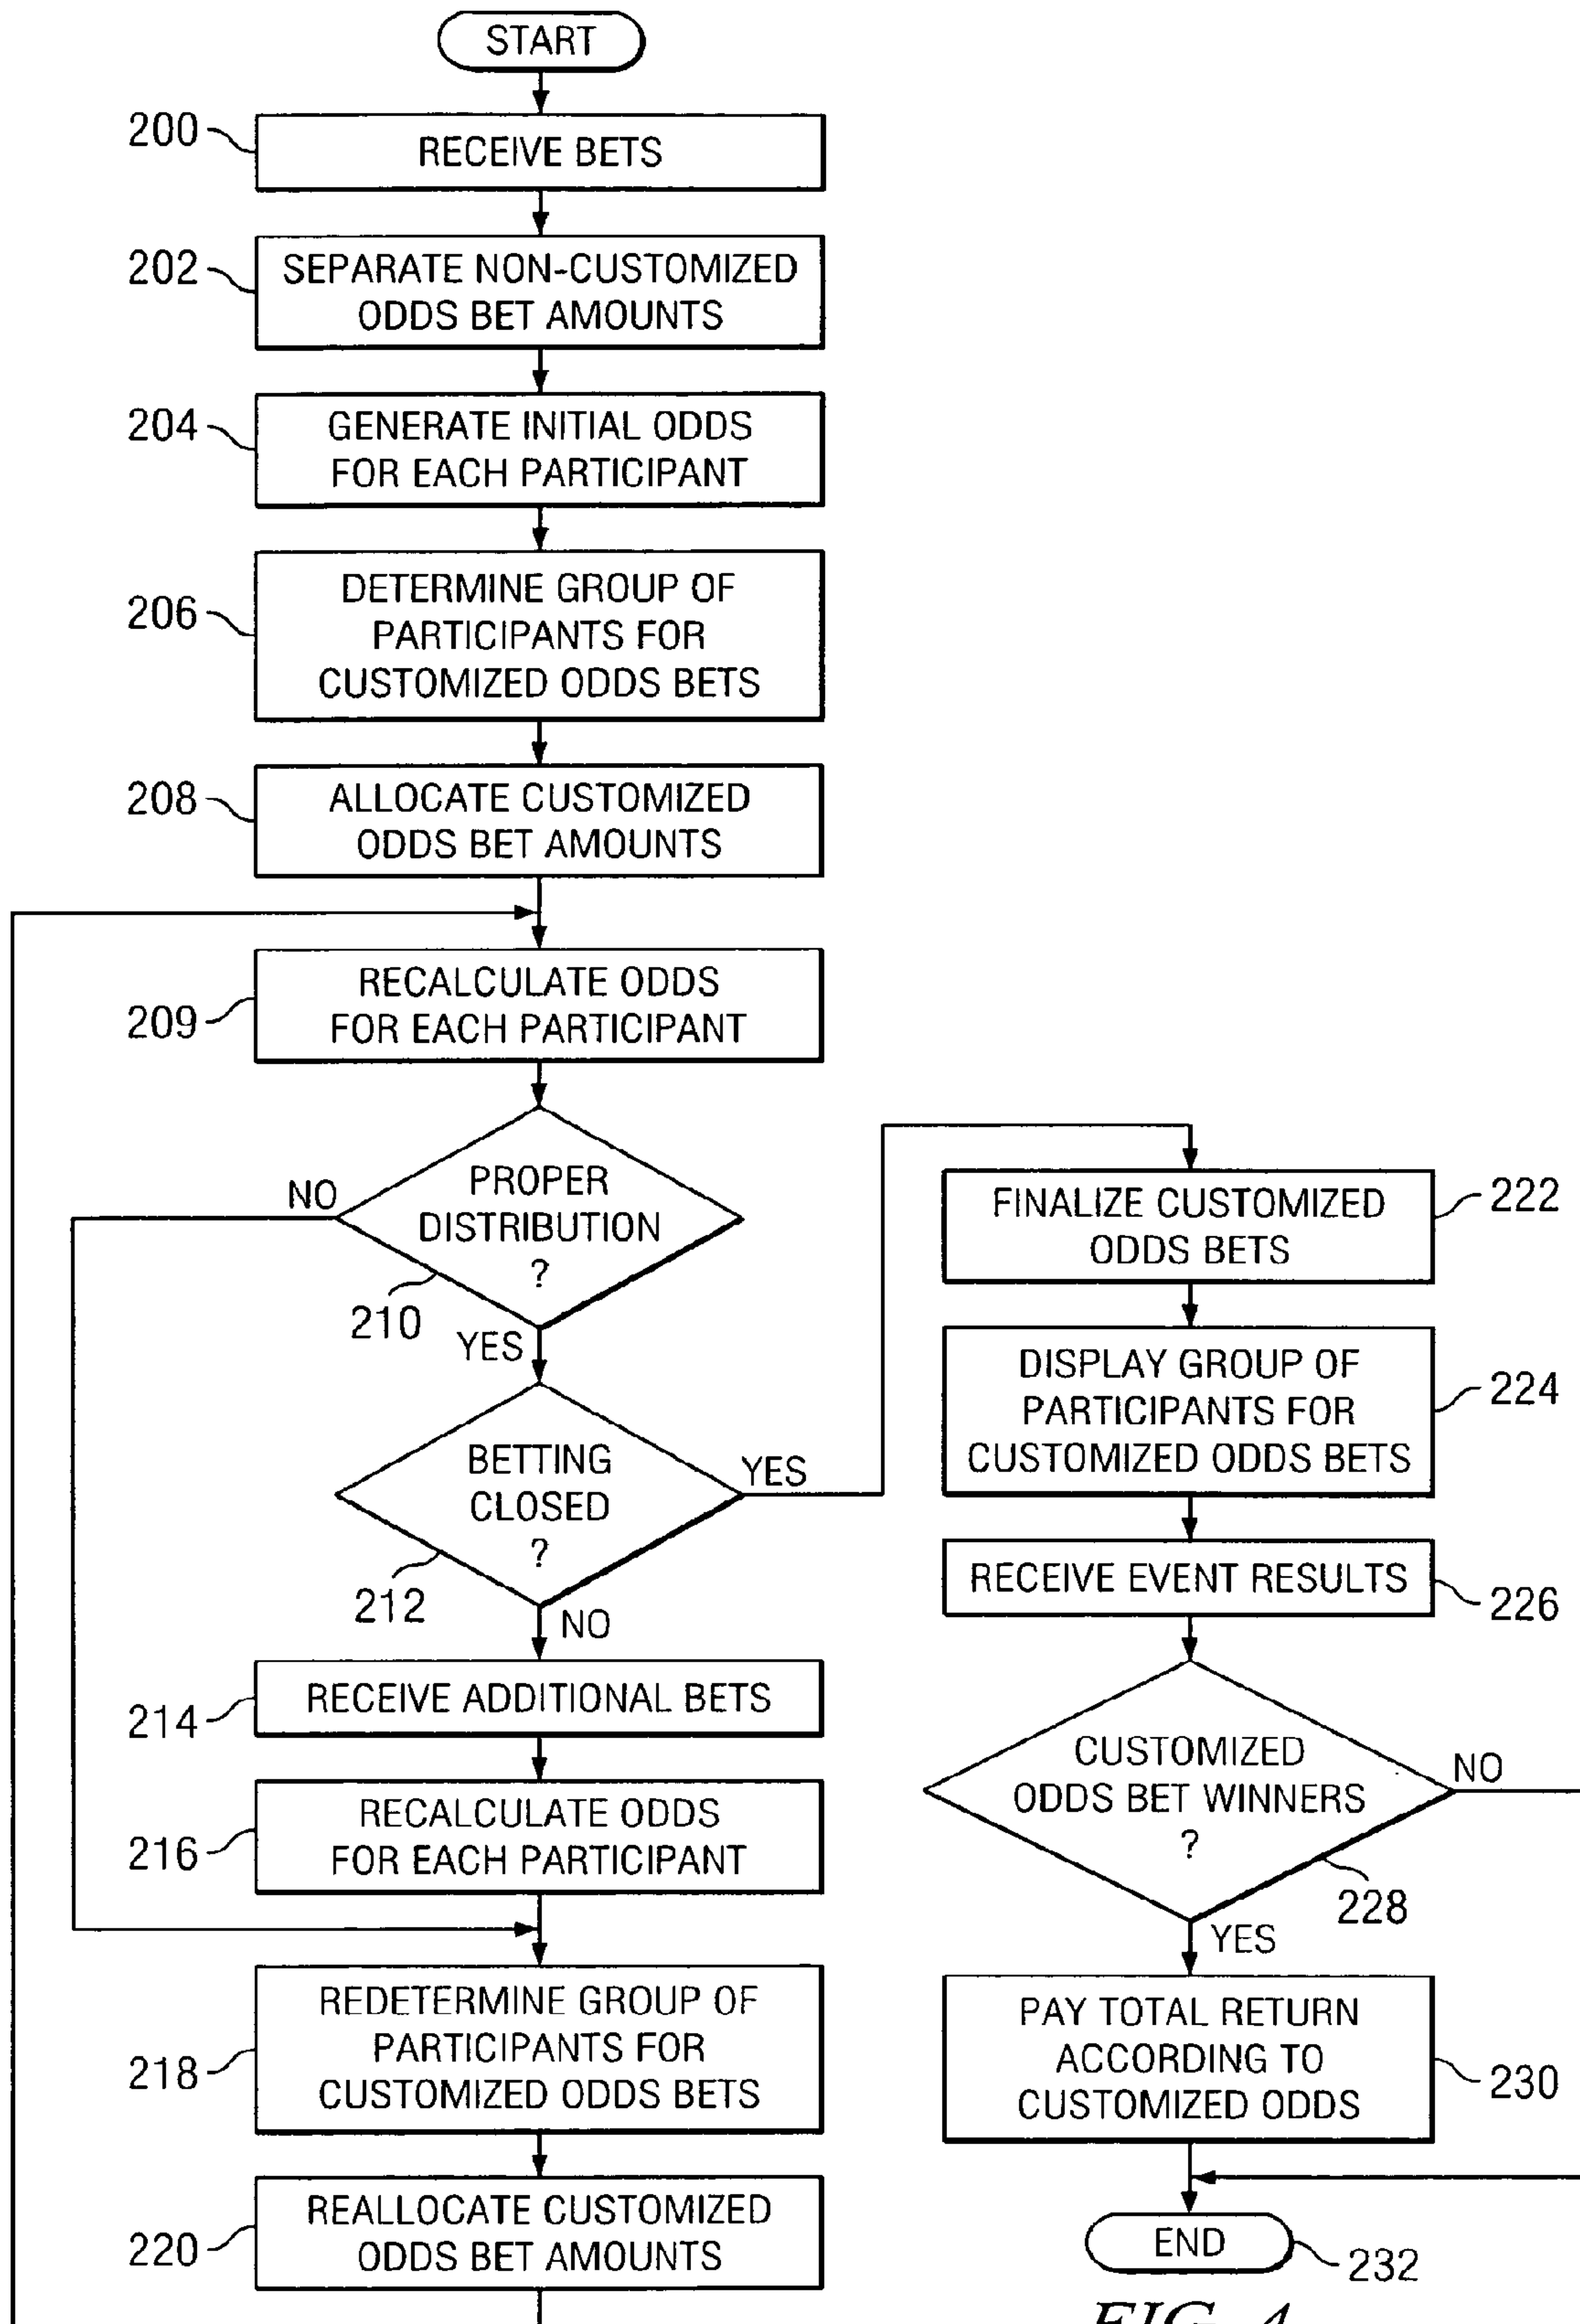 START
200
RECEIVE BETS
202
SEPARATE NON-CUSTOMIZED
ODDS BET AMOUNTS
204
GENERATE INITIAL ODDS
FOR EACH PARTICIPANT
206
DETERMINE GROUP OF
PARTICIPANTS FOR
CUSTOMIZED ODDS BETS
208
ALLOCATE CUSTOMIZED
ODDS BET AMOUNTS
209
RECALCULATE ODDS
FOR EACH PARTICIPANT
NO
PROPER
DISTRIBUTION
?
210
YES
BETTING
CLOSED
?
YES
212
NO
214
RECEIVE ADDITIONAL BETS
216
RECALCULATE ODDS
FOR EACH PARTICIPANT
218
REDETERMINE GROUP OF
PARTICIPANTS FOR
CUSTOMIZED ODDS BETS
220
REALLOCATE CUSTOMIZED
ODDS BET AMOUNTS
FINALIZE CUSTOMIZED
ODDS BETS
222
DISPLAY GROUP OF
PARTICIPANTS FOR
CUSTOMIZED ODDS BETS
224
RECEIVE EVENT RESULTS
226
CUSTOMIZED
ODDS BET WINNERS
?
NO
228
YES
PAY TOTAL RETURN
ACCORDING TO
CUSTOMIZED ODDS
230
END
232
FIG. 4